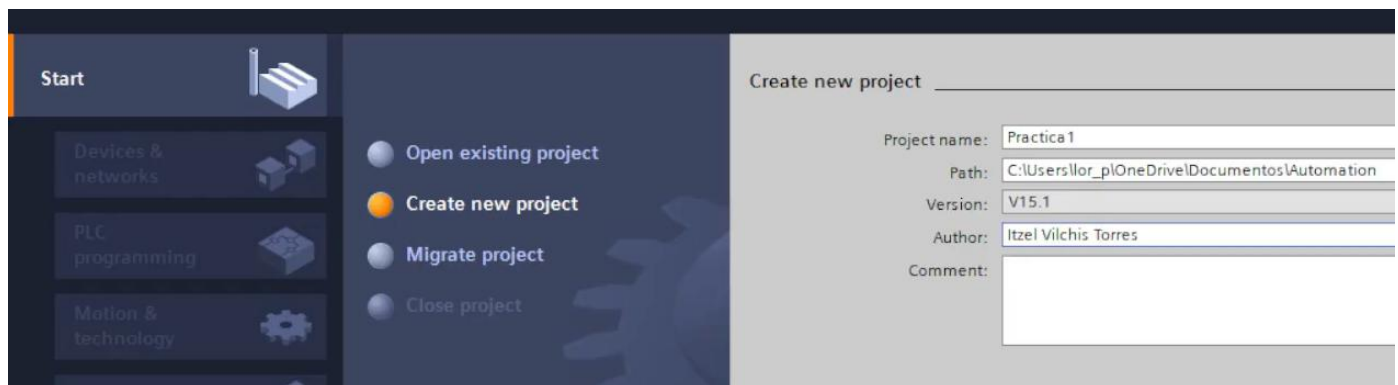 Start
Devices &
networks
PLC
programming
Motion &
technology
Open existing project
Create new project
Migrate project
Close project
Create new project
Project name: Practica1
Path: C:\Users\lor_p\OneDrive\Documentos\Automation
Version: V15.1
Author: Itzel Vilchis Torres
Comment: